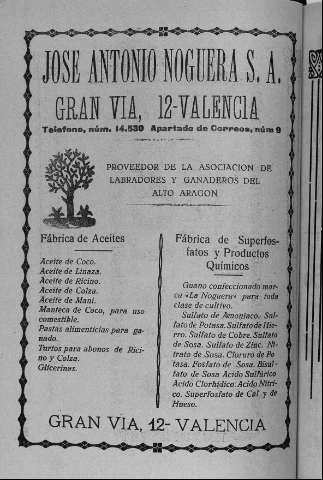 JOSE ANTONIO NOGUERA S. A.
GRAN VIA, 12-VALENCIA
Telefono, núm. 14.530 Apartado de Correos, núm 9
PROVEEDOR DE LA ASOCIACION DE
LABRADORES Y GANADEROS DEL
ALTO ARAGON
Fábrica de Aceites
Aceite de Coco.
Aceite de Linaza.
Aceite de Ricino.
Aceite de Colza.
Aceite de Maní.
Manteca de Coco, para uso
comestible.
Pastas alimenticias para ga-
nado.
Turtos para abonos de Rici-
no y Colza.
Glicerinas.
Fábrica de Superfos-
fatos y Productos
Químicos
Guano confeccionado mar-
ca «La Noguera» para toda
clase de cultivo.
Sulfato de Amoniaco. Sul-
fato de Potasa. Sulfato de Hie-
rro. Sulfato de Cobre. Sulfato
de Sosa. Sulfato de Zinc. Ni-
trato de Sosa. Cloruro de Po-
tasa. Fosfato de Sosa. Bisul-
fato de Sosa Acido Sulfúrico
Acido Clorhídico. Acido Nítri-
co. Superfosfato de Cal y de
Hueso.
GRAN VIA, 12- VALENCIA